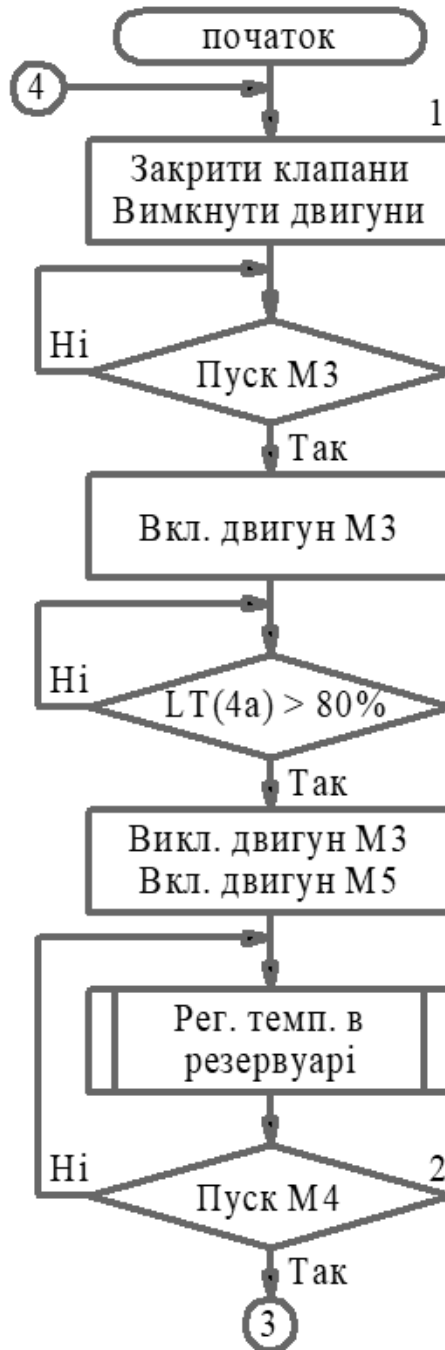 початок
4
1
Закрити клапани
Вимкнути двигуни
Ні
Пуск М3
Так
Вкл. двигун М3
Ні
LT(4a) > 80%
Так
Викл. двигун М3
Вкл. двигун М5
Рег. темп. в
резервуарі
Ні
2
Пуск М4
Так
3